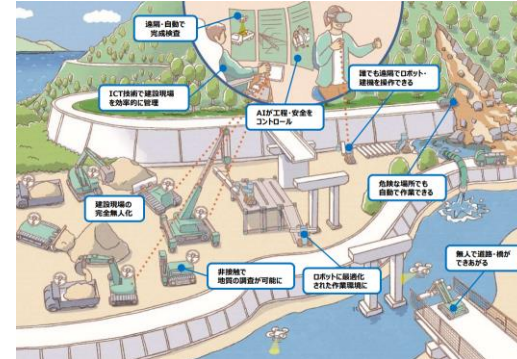 遠隔・自動で
完成検査
ICT技術で建設現場
を効率的に管理
AIが工程・安全を
コントロール
誰でも遠隔でロボット・
建機を操作できる
危険な場所でも
自動で作業できる
建設現場の
完全無人化
非接触で
地質の調査が可能に
ロボットに最適化
された作業環境に
無人で道路・橋が
できあがる